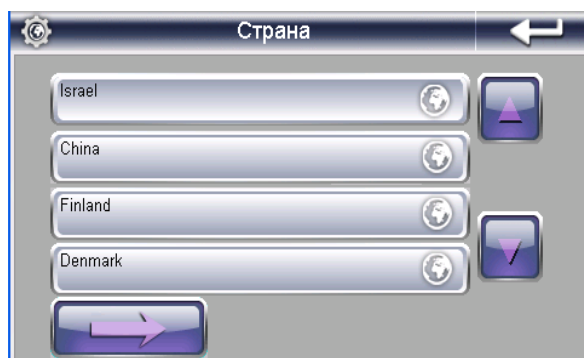 Страна
Israel
China
Finland
Denmark